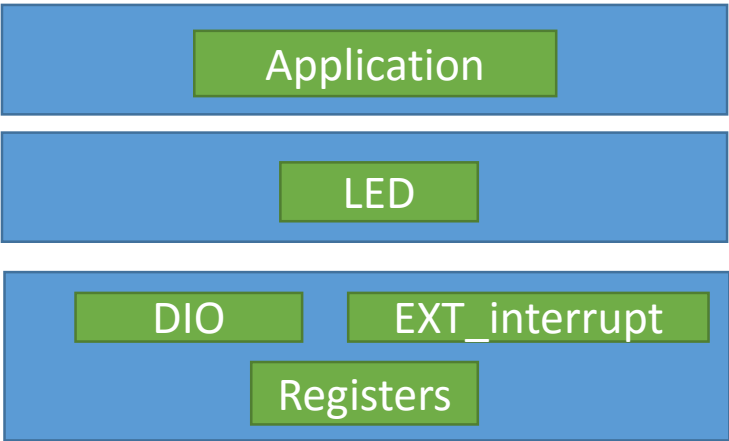 Application
LED
DIO
EXT_interrupt
Registers